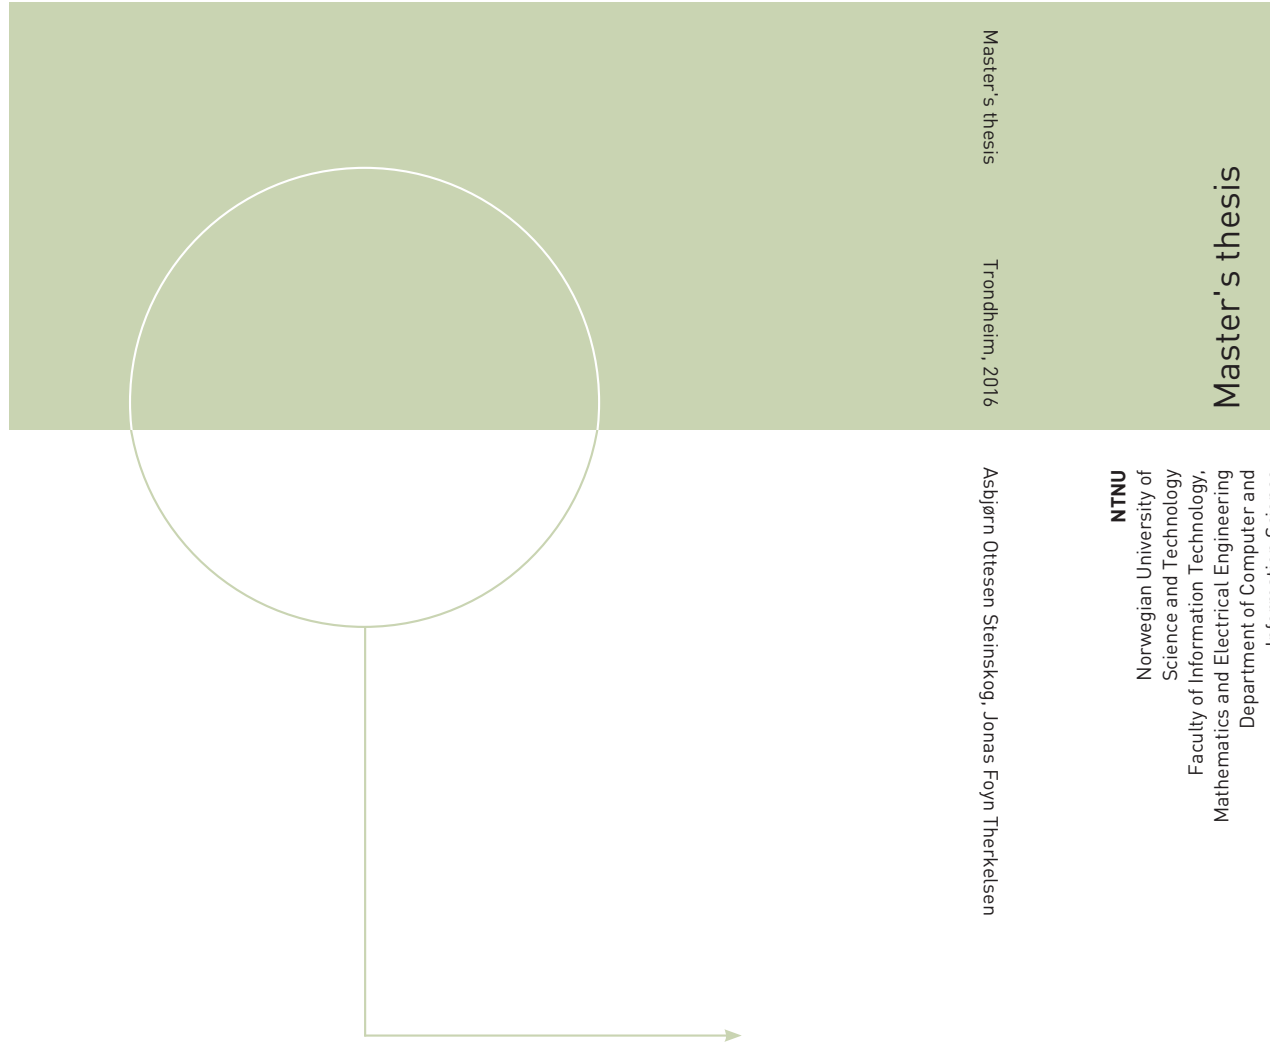 Master's thesis
Trondheim, 2016
Asbjørn Ottesen Steinskog, Jonas Foyn Therkelsen
Master's thesis
NTNU
Norwegian University of
Science and Technology
Faculty of Information Technology,
Mathematics and Electrical Engineering
Department of Computer and